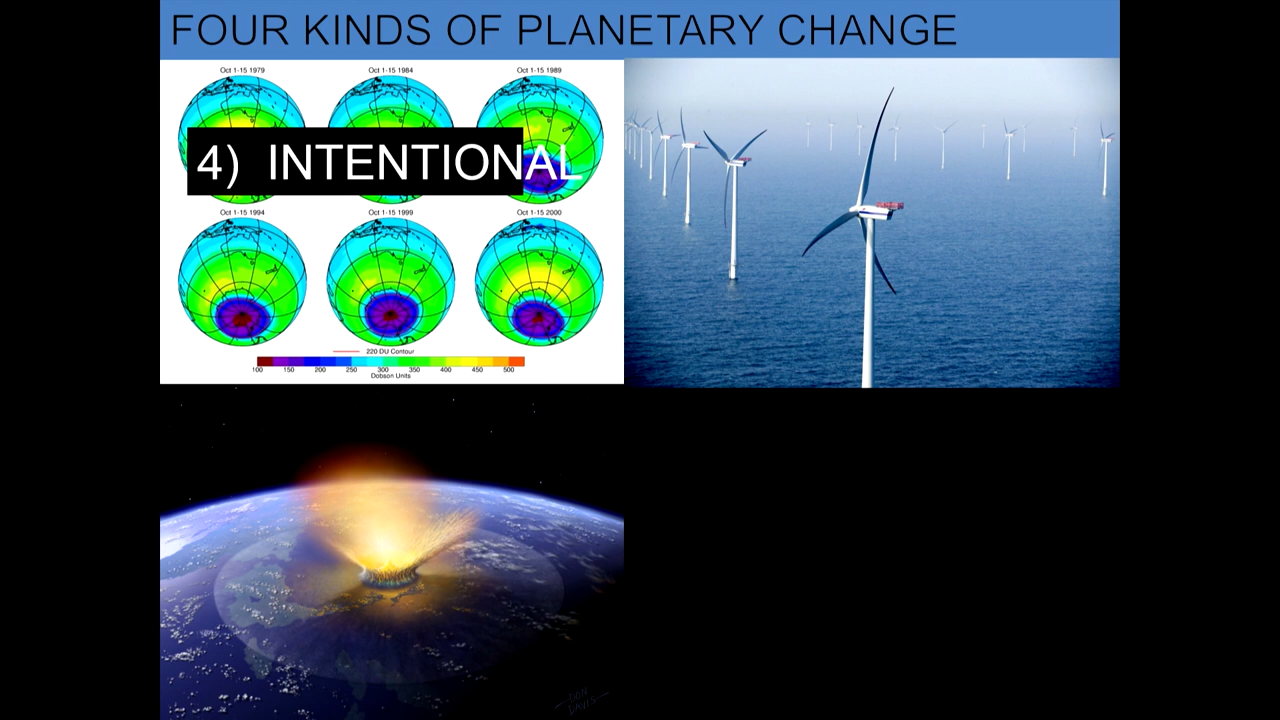 FOUR KINDS OF PLANETARY CHANGE
Oct 1-15 1979
Oct 1-15 1984
Oct 1-15 1989
4) INTENTIONAL
Oct 1-15 1994
Oct 1-15 1999
Oct 1-15 2000
220 DU Contour
100 150 200 250 300 350 400 450 500
Dobson Units
DON
DAVIS